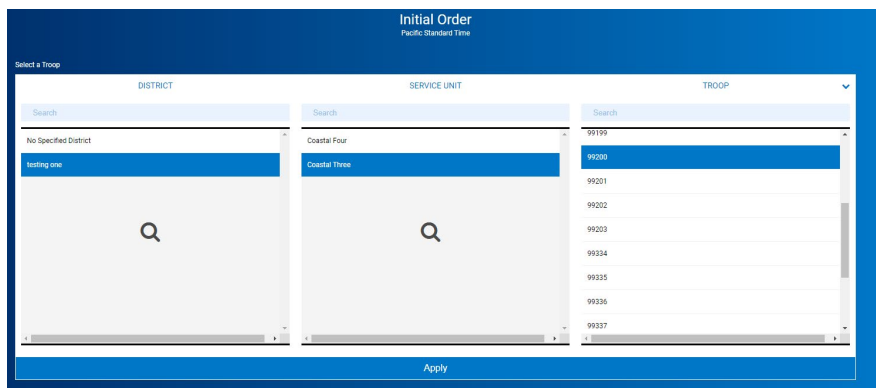 Initial Order
Pacific Standard Time
Select a Troop
DISTRICT
SERVICE UNIT
TROOP
Search
Search
Search
No Specified District
testing one
Coastal Four
Coastal Three
99199
99200
99201
99202
99203
99334
99335
99336
99337
Apply